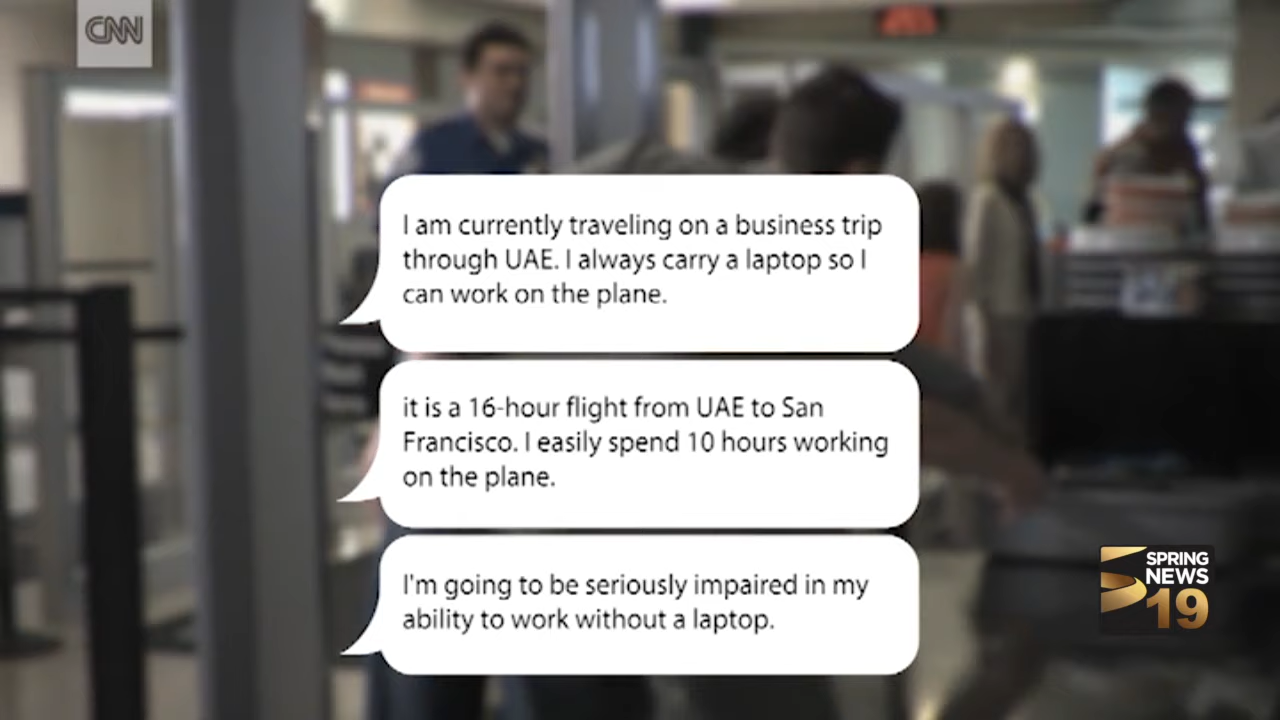 CNN
I am currently traveling on a business trip
through UAE. I always carry a laptop so I
can work on the plane.
it is a 16-hour flight from UAE to San
Francisco. I easily spend 10 hours working
on the plane.
I'm going to be seriously impaired in my
ability to work without a laptop.
SPRING
NEWS
19